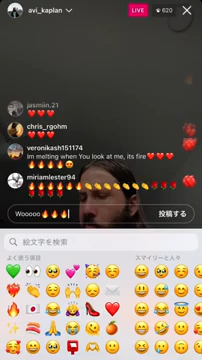 avi_kaplan
LIVE
620
jasmiin.21
❤️❤️❤️
chris_rgohm
❤️❤️❤️
veronikash151174
Im melting when You look at me, its fire❤️❤️❤️
🔥🔥🔥🔥😍
miriamlester94
Wooooo 🔥🔥🔥
投稿する
絵文字を検索
よく使う項目
スマイリーと人々